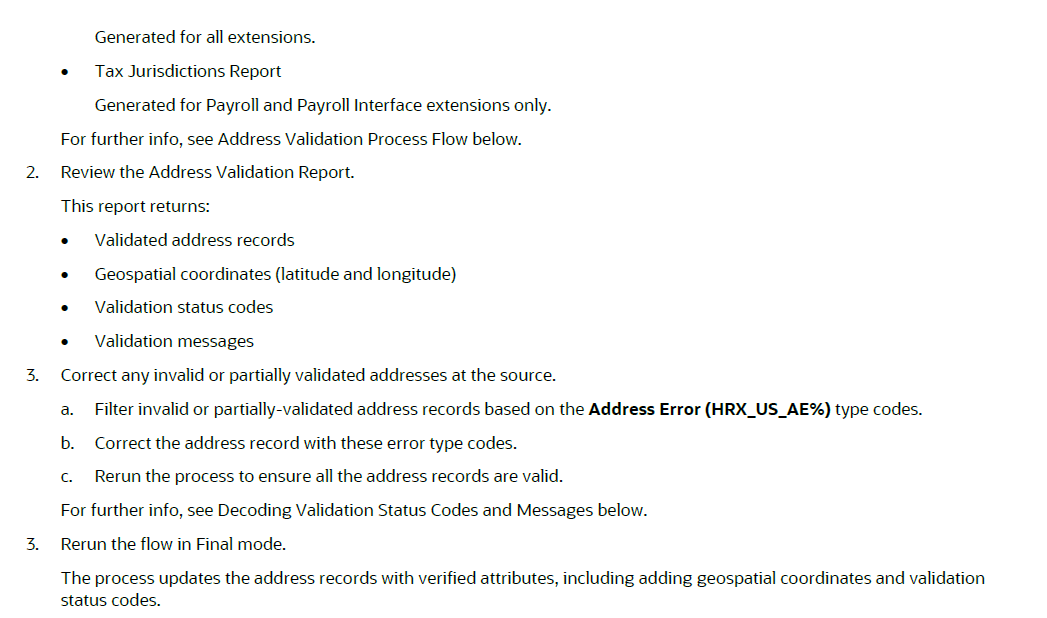 Generated for all extensions.
• Tax Jurisdictions Report
Generated for Payroll and Payroll Interface extensions only.
For further info, see Address Validation Process Flow below.
2. Review the Address Validation Report.
This report returns:
• Validated address records
• Geospatial coordinates (latitude and longitude)
• Validation status codes
• Validation messages
3. Correct any invalid or partially validated addresses at the source.
a. Filter invalid or partially-validated address records based on the Address Error (HRX_US_AE%) type codes.
b. Correct the address record with these error type codes.
c. Rerun the process to ensure all the address records are valid.
For further info, see Decoding Validation Status Codes and Messages below.
3. Rerun the flow in Final mode.
The process updates the address records with verified attributes, including adding geospatial coordinates and validation
status codes.